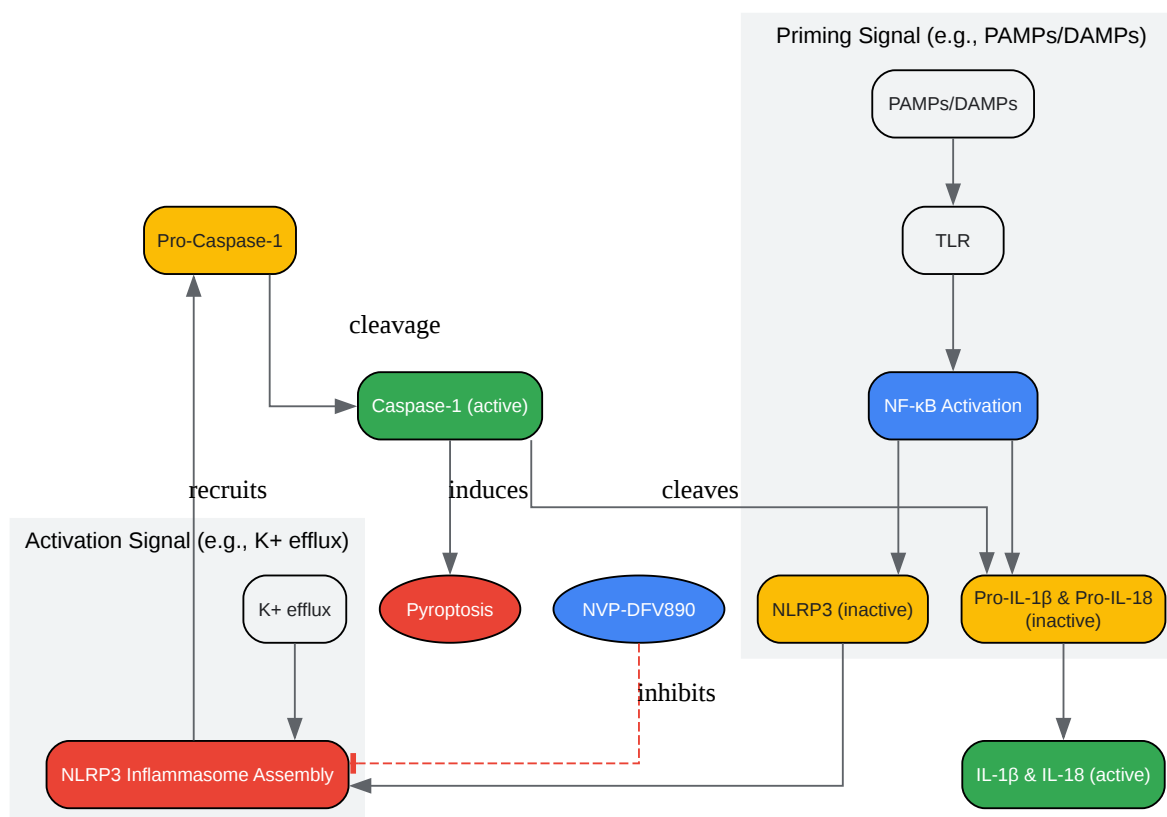 Priming Signal (e.g., PAMPs/DAMPs)
PAMPs/DAMPs
Pro-Caspase-1
TLR
cleavage
Caspase-1 (active)
NF-κB Activation
recruits
induces
cleaves
Activation Signal (e.g., K+ efflux)
K+ efflux
Pyroptosis
NVP-DFV890
NLRP3 (inactive)
Pro-IL-1β & Pro-IL-18
(inactive)
inhibits
NLRP3 Inflammasome Assembly
IL-1β & IL-18 (active)